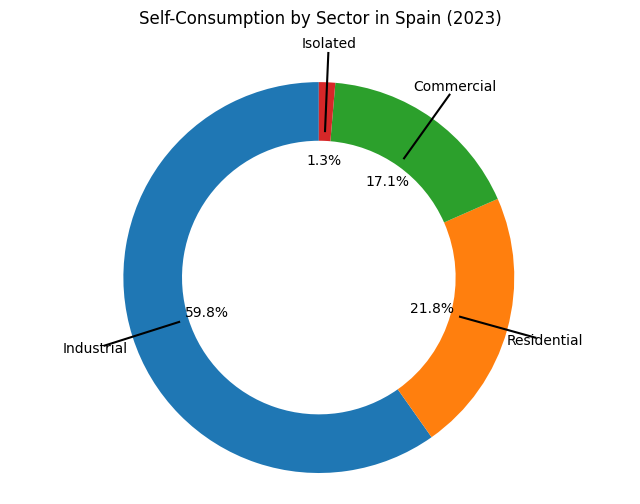 Self-Consumption by Sector in Spain (2023)
Isolated
Commercial
1.3%
17.1%
59.8%
21.8%
Industrial
Residential